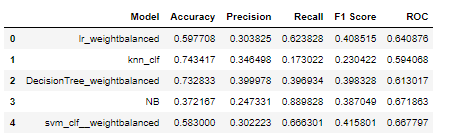 Model Accuracy Precision Recall F1 Score ROC
0 lr_weightbalanced 0.597708 0.303825 0.623828 0.408515 0.640876
1 knn_clf 0.743417 0.346498 0.173022 0.230422 0.594068
2 DecisionTree_weightbalanced 0.732833 0.399978 0.396934 0.398328 0.613017
3 NB 0.372167 0.247331 0.889828 0.387049 0.671863
4 svm_clf__weightbalanced 0.583000 0.302223 0.666301 0.415801 0.667797